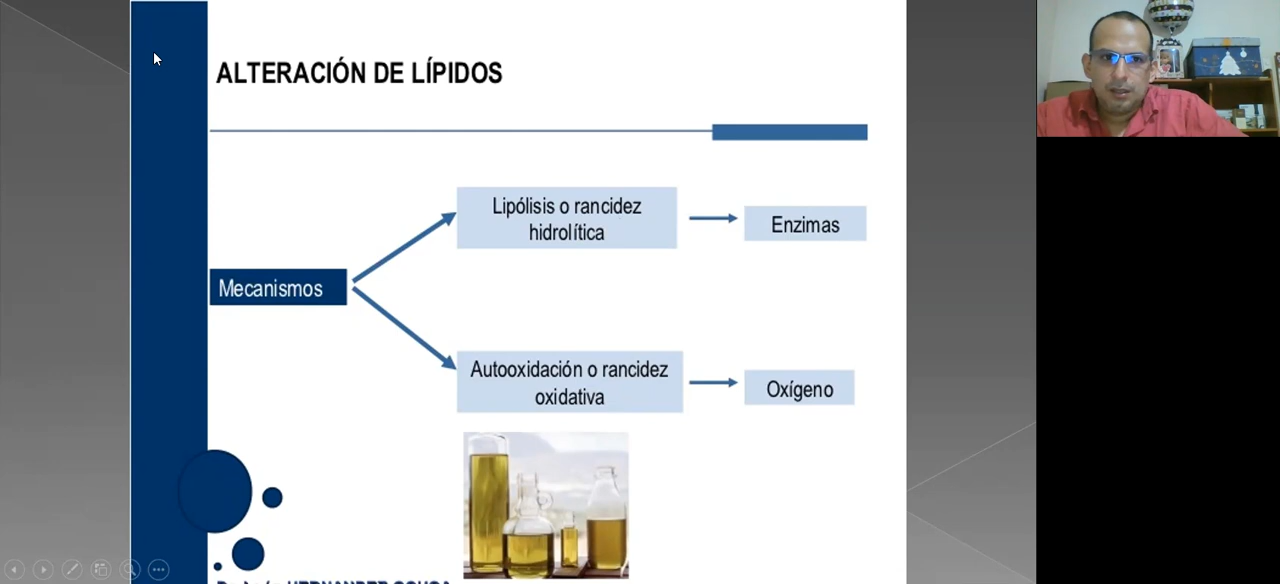 ALTERACIÓN DE LÍPIDOS
Lipólisis o rancidez
hidrolítica
Enzimas
Mecanismos
Autooxidación o rancidez
oxidativa
Oxígeno